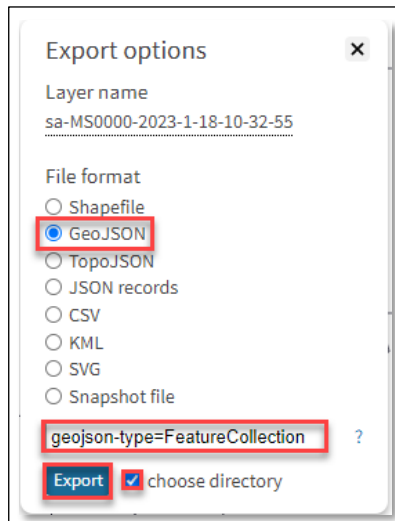 Export options
×
Layer name
sa-MS0000-2023-1-18-10-32-55
File format
Shapefile
GeoJSON
TopoJSON
JSON records
CSV
KML
SVG
Snapshot file
geojson-type=FeatureCollection ?
Export choose directory